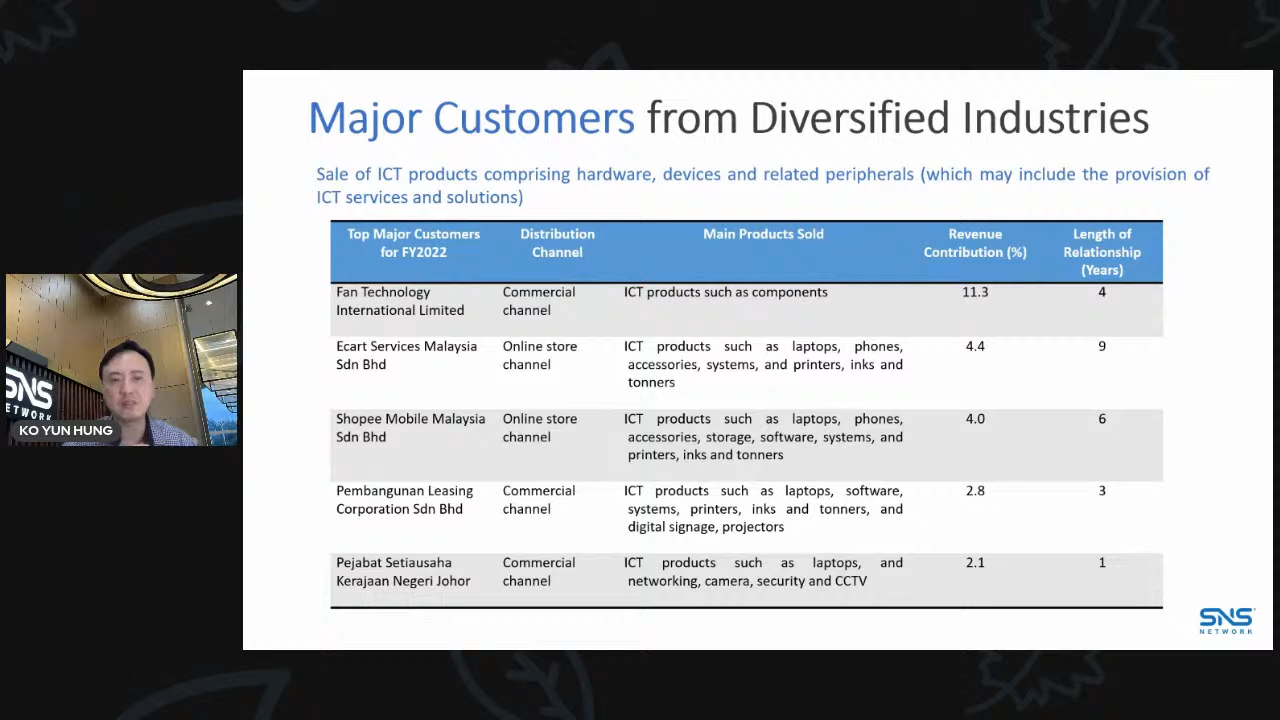 Major Customers from Diversified Industries
Sale of ICT products comprising hardware, devices and related peripherals (which may include the provision of
ICT services and solutions)
Top Major Customers
for FY2022
Distribution
Channel
Main Products Sold
Revenue
Contribution (%)
Length of
Relationship
(Years)
Fan Technology
International Limited
Commercial
channel
ICT products such as components
11.3
4
Ecart Services Malaysia
Sdn Bhd
Online store
channel
ICT products such as laptops, phones,
accessories, systems, and printers, inks and
tonners
4.4
9
Shopee Mobile Malaysia
Sdn Bhd
Online store
channel
ICT products such as laptops, phones,
accessories, storage, software, systems, and
printers, inks and tonners
4.0
6
Pembangunan Leasing
Corporation Sdn Bhd
Commercial
channel
ICT products such as laptops, software,
systems, printers, inks and tonners, and
digital signage, projectors
2.8
3
Pejabat Setiausaha
Kerajaan Negeri Johor
Commercial
channel
ICT products such as laptops, and
networking, camera, security and CCTV
2.1
1
SNS
NETWORK
SNS
NETWORK
KO YUN HUNG